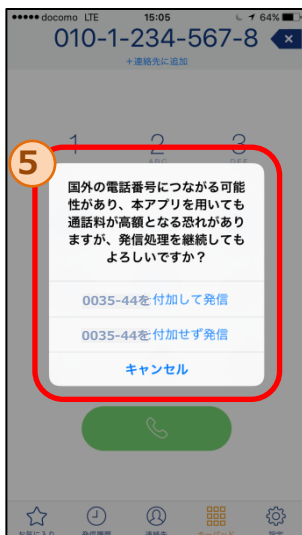 docomo LTE 15:05 64%
010-1-234-567-8
+連絡先に追加
1 2 3
ABC DEF
5
国外の電話番号につながる可能
性があり、本アプリを用いても
通話料が高額となる恐れがあり
ますが、発信処理を継続しても
よろしいですか？
0035-44を付加して発信
0035-44を付加せず発信
キャンセル
お気に入り 発信履歴 連絡先 キーパッド 設定